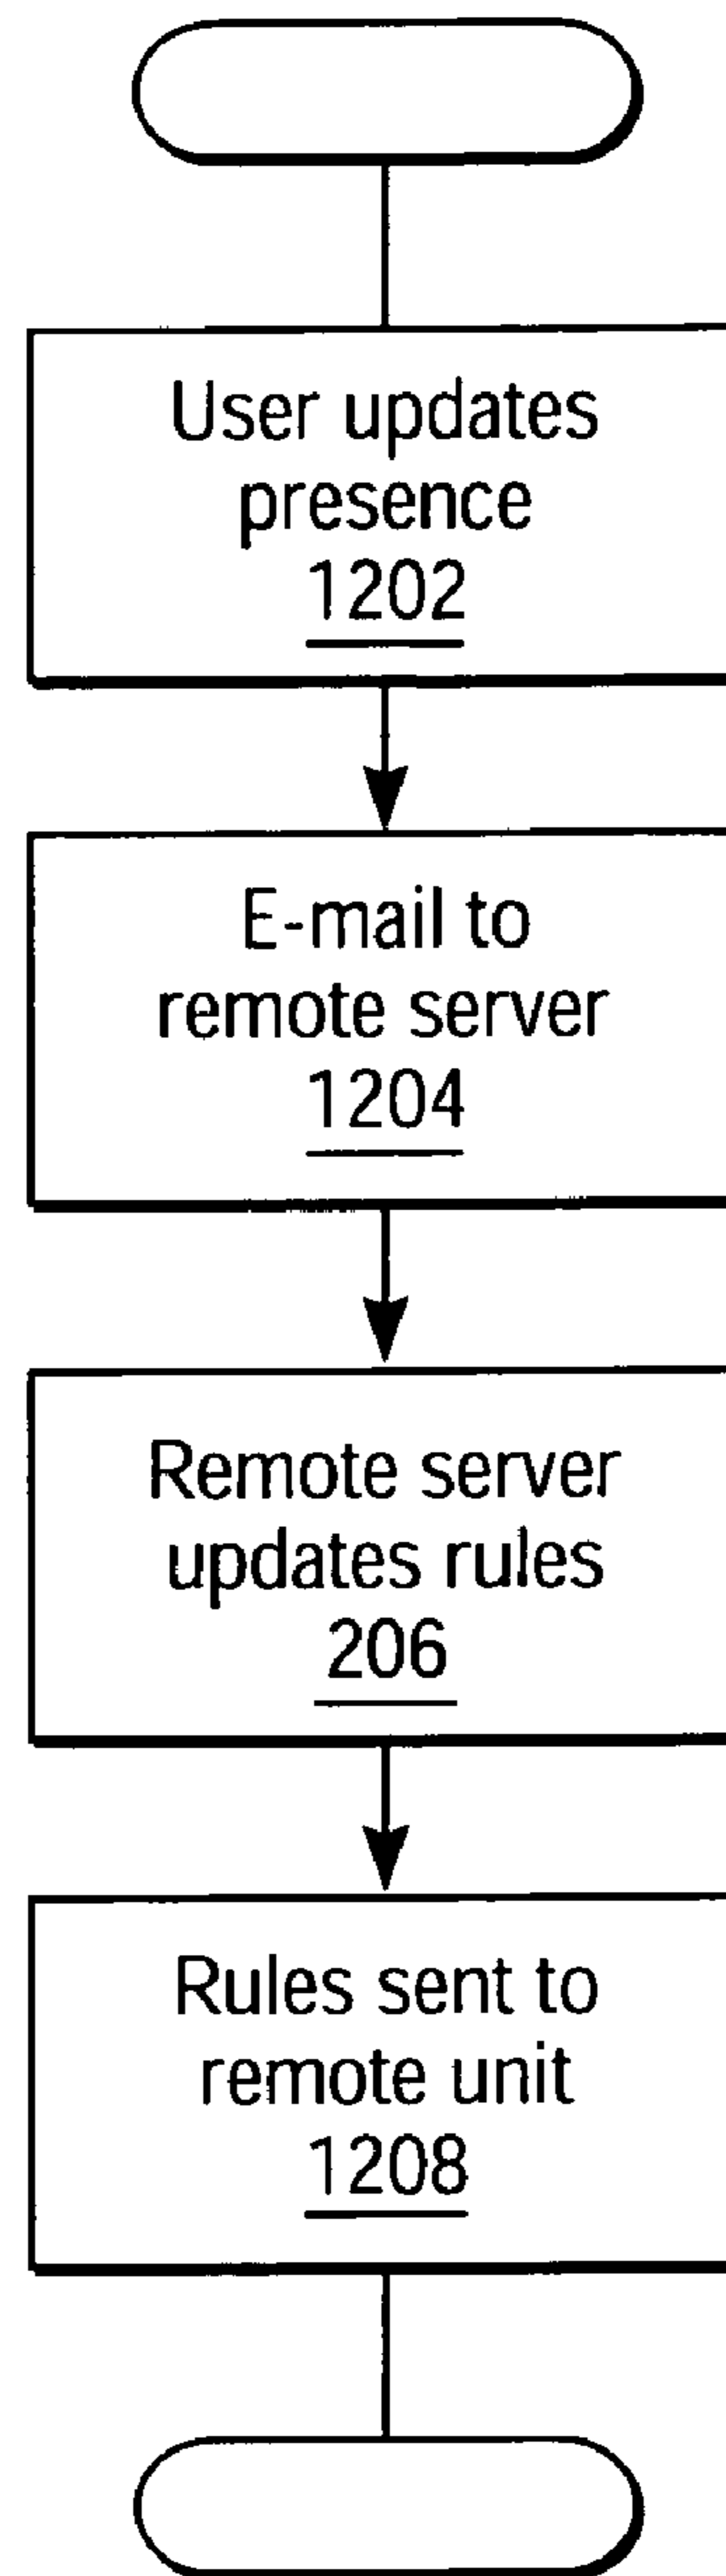 User updates
presence
1202
E-mail to
remote server
1204
Remote server
updates rules
206
Rules sent to
remote unit
1208